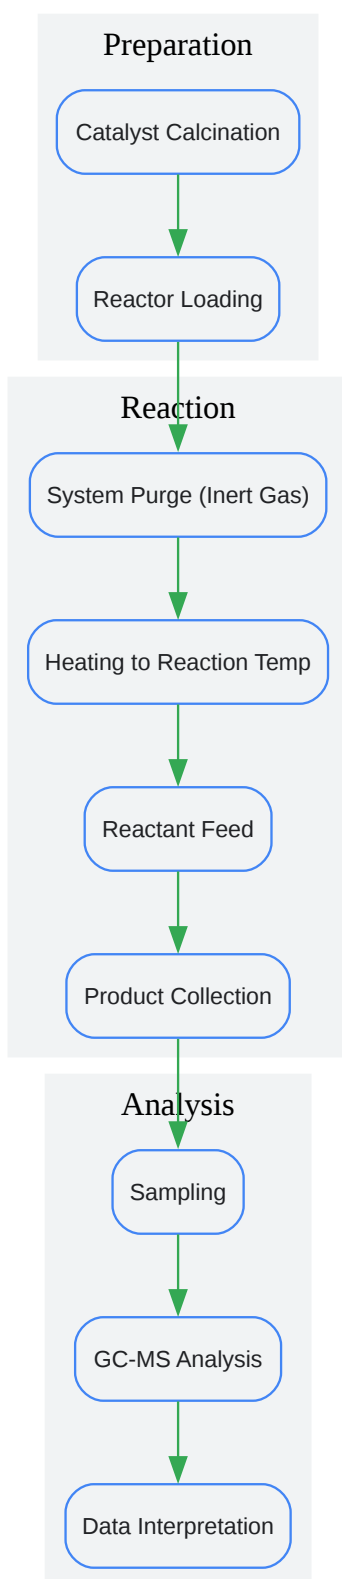 Preparation
Catalyst Calcination
Reactor Loading
Reaction
System Purge (Inert Gas)
Heating to Reaction Temp
Reactant Feed
Product Collection
Analysis
Sampling
GC-MS Analysis
Data Interpretation